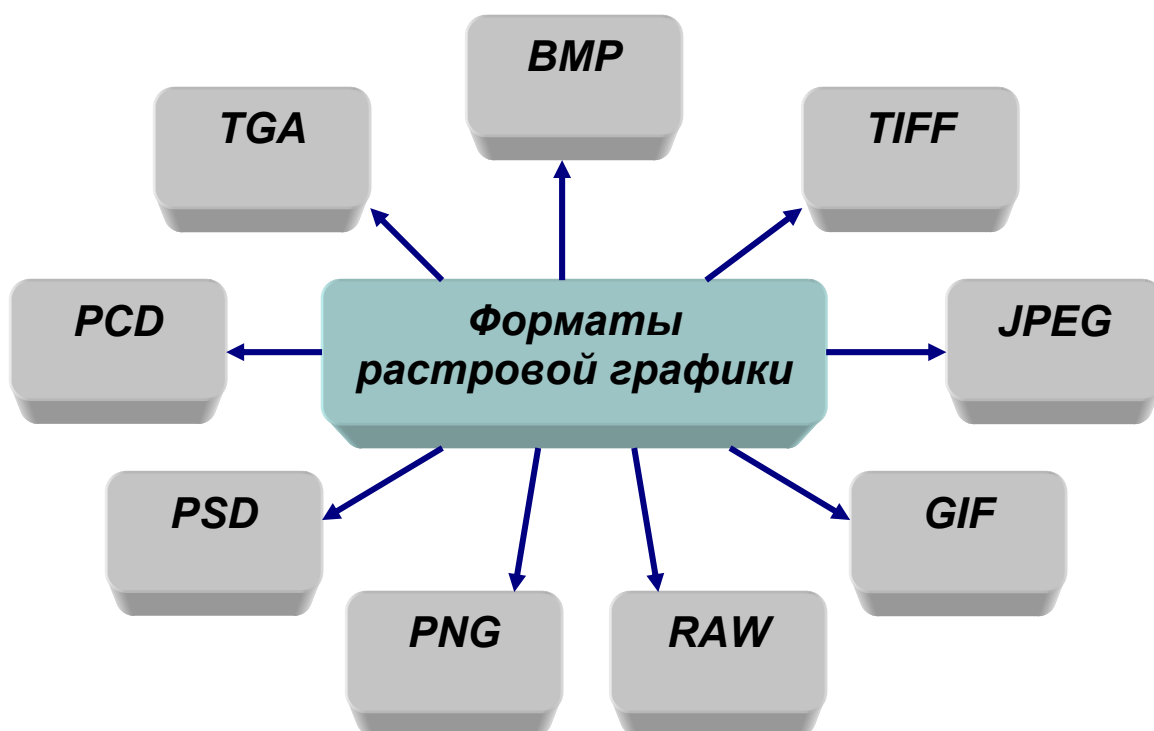 BMP
TGA
TIFF
Форматы
растровой графики
PCD
JPEG
PSD
GIF
PNG
RAW